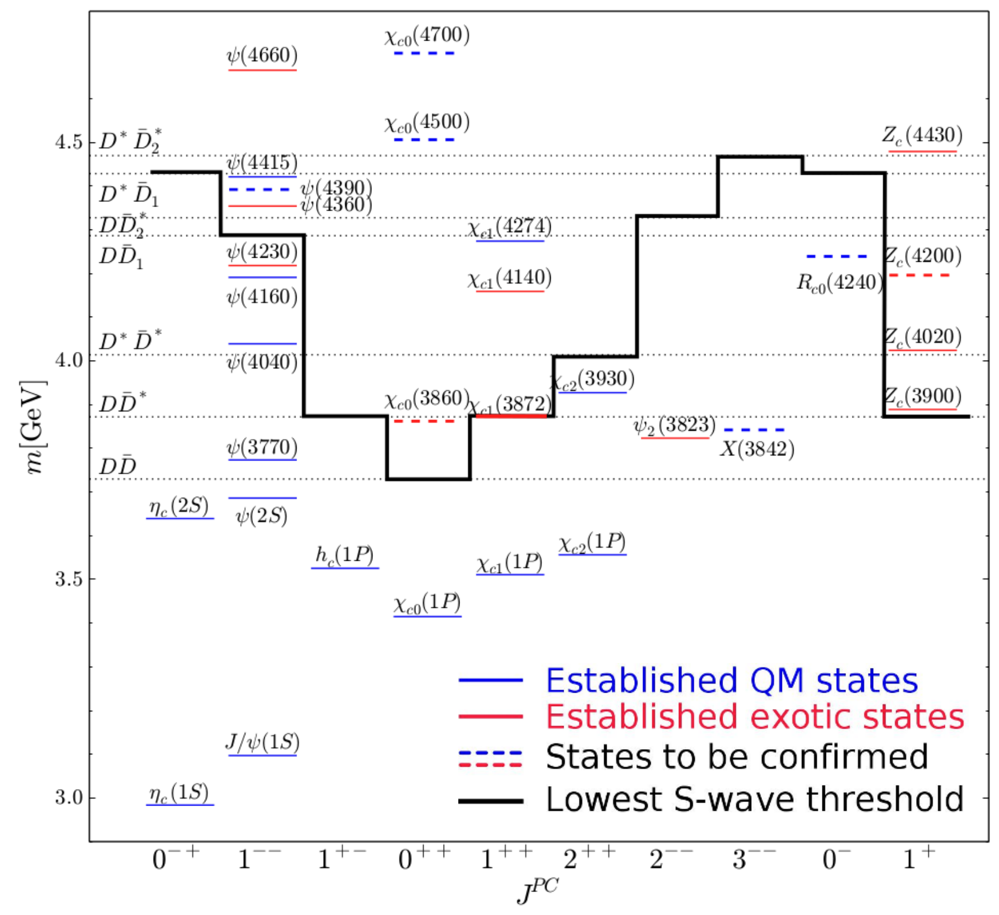 χc0(4700)
ψ(4660)
χc0(4500)
Zc(4430)
4.5
D* D̄2*
ψ(4415)
ψ(4390)
D* D̄1
ψ(4360)
DD̄2*
χc1(4274)
DD̄1
ψ(4230)
Zc(4200)
χc1(4140)
Rc0(4240)
ψ(4160)
D* D̄*
Zc(4020)
4.0
ψ(4040)
χc2(3930)
DD̄*
χc0(3860)
χc1(3872)
Zc(3900)
ψ2(3823)
m[GeV]
ψ(3770)
X(3842)
DD̄
ηc(2S)
ψ(2S)
hc(1P)
χc1(1P)
χc2(1P)
3.5
χc0(1P)
Established QM states
Established exotic states
J/ψ(1S)
States to be confirmed
ηc(1S)
3.0
Lowest S-wave threshold
0⁻⁺ 1⁻⁻ 1⁺⁻ 0⁺⁺ 1⁺⁺ 2⁺⁺ 2⁻⁻ 3⁻⁻ 0⁻ 1⁺
J^PC